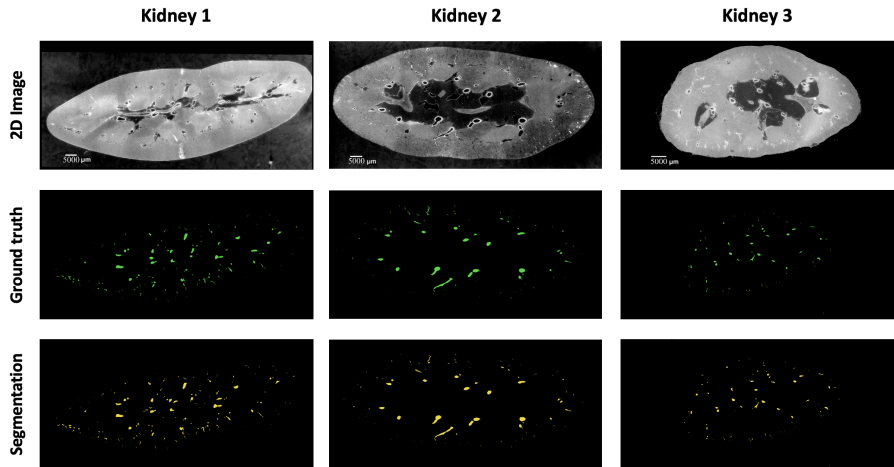 Kidney 1
Kidney 2
Kidney 3
2D Image
5000 µm
5000 µm
5000 µm
Ground truth
Segmentation